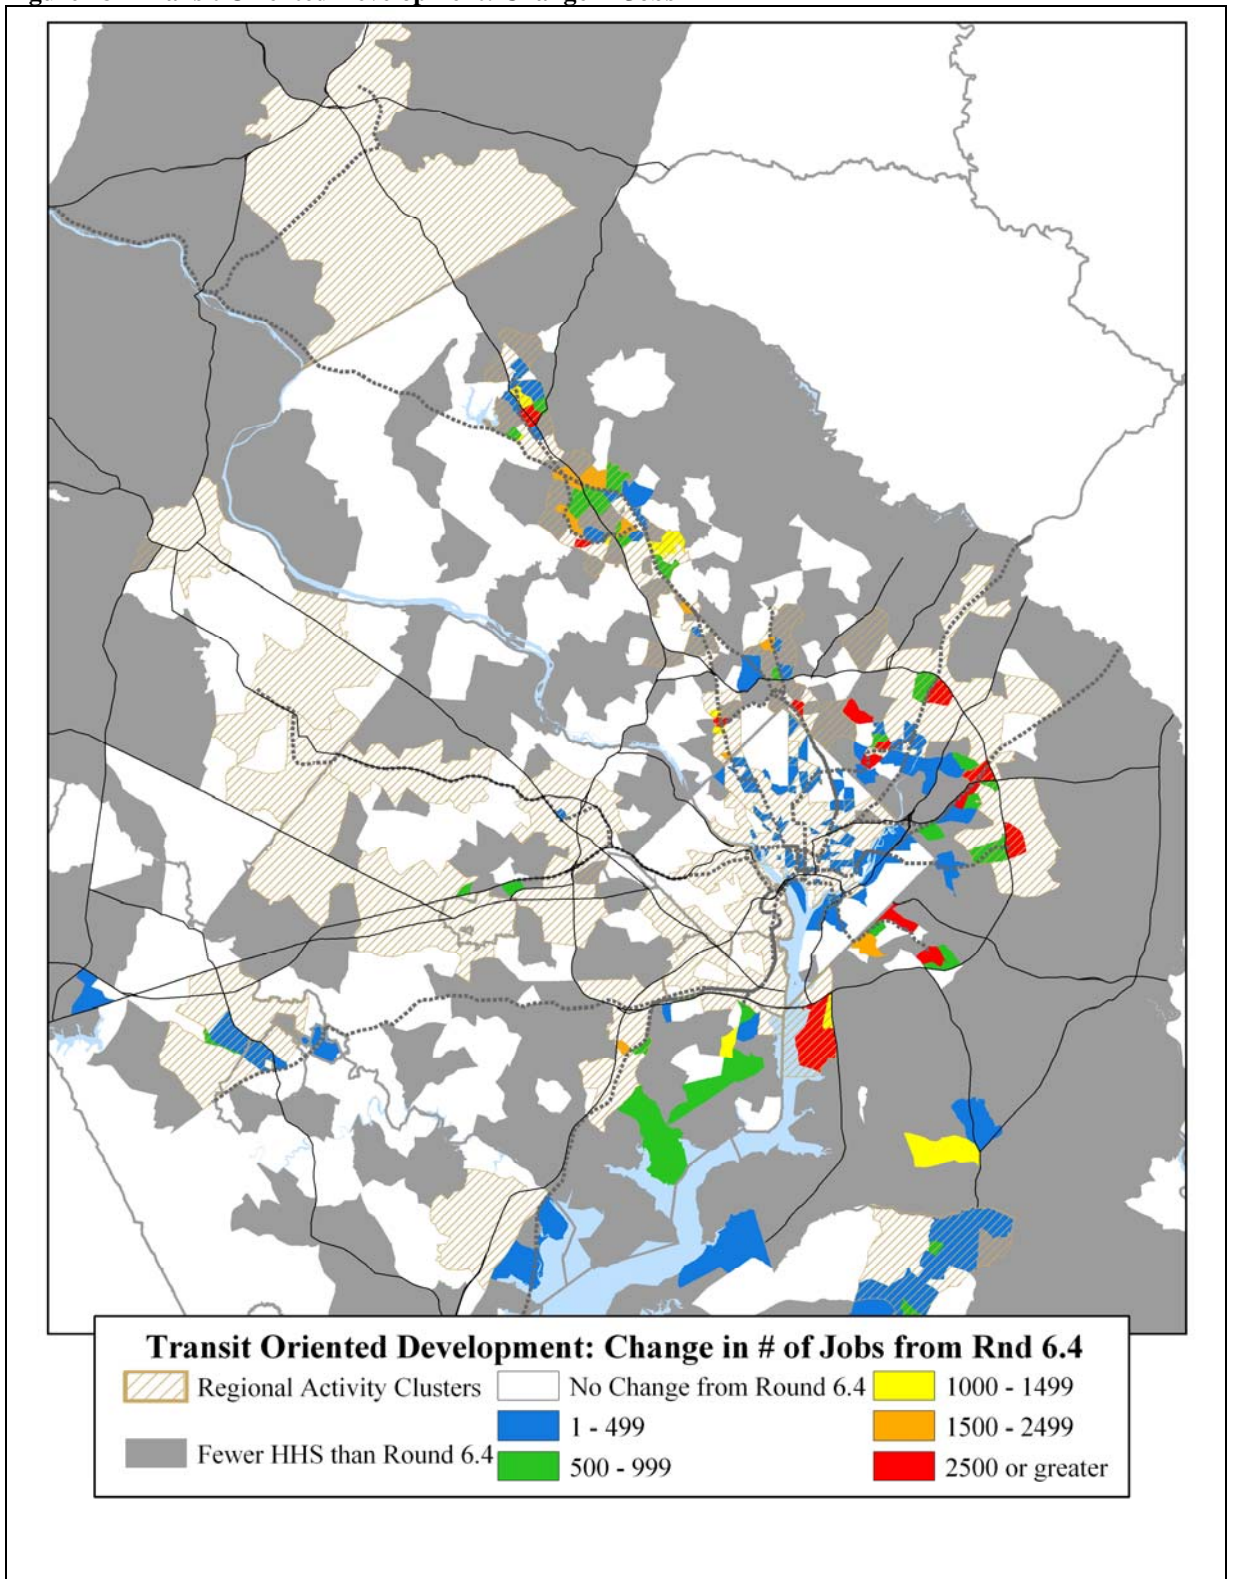 Transit Oriented Development: Change in # of Jobs from Rnd 6.4
Regional Activity Clusters
No Change from Round 6.4
1000 - 1499
1 - 499
1500 - 2499
Fewer HHS than Round 6.4
500 - 999
2500 or greater